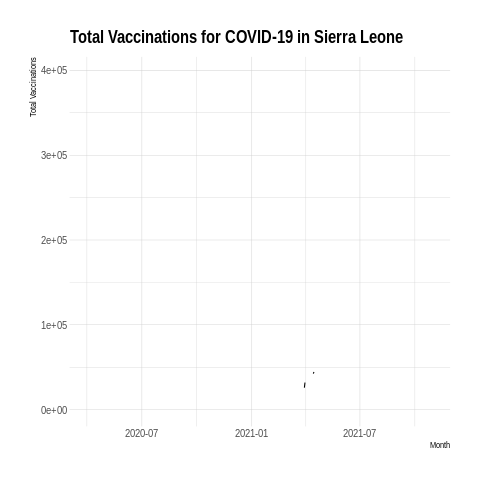 Total Vaccinations for COVID-19 in Sierra Leone
Total Vaccinations
4e+05
3e+05
2e+05
1e+05
0e+00
2020-07 2021-01 2021-07
Month